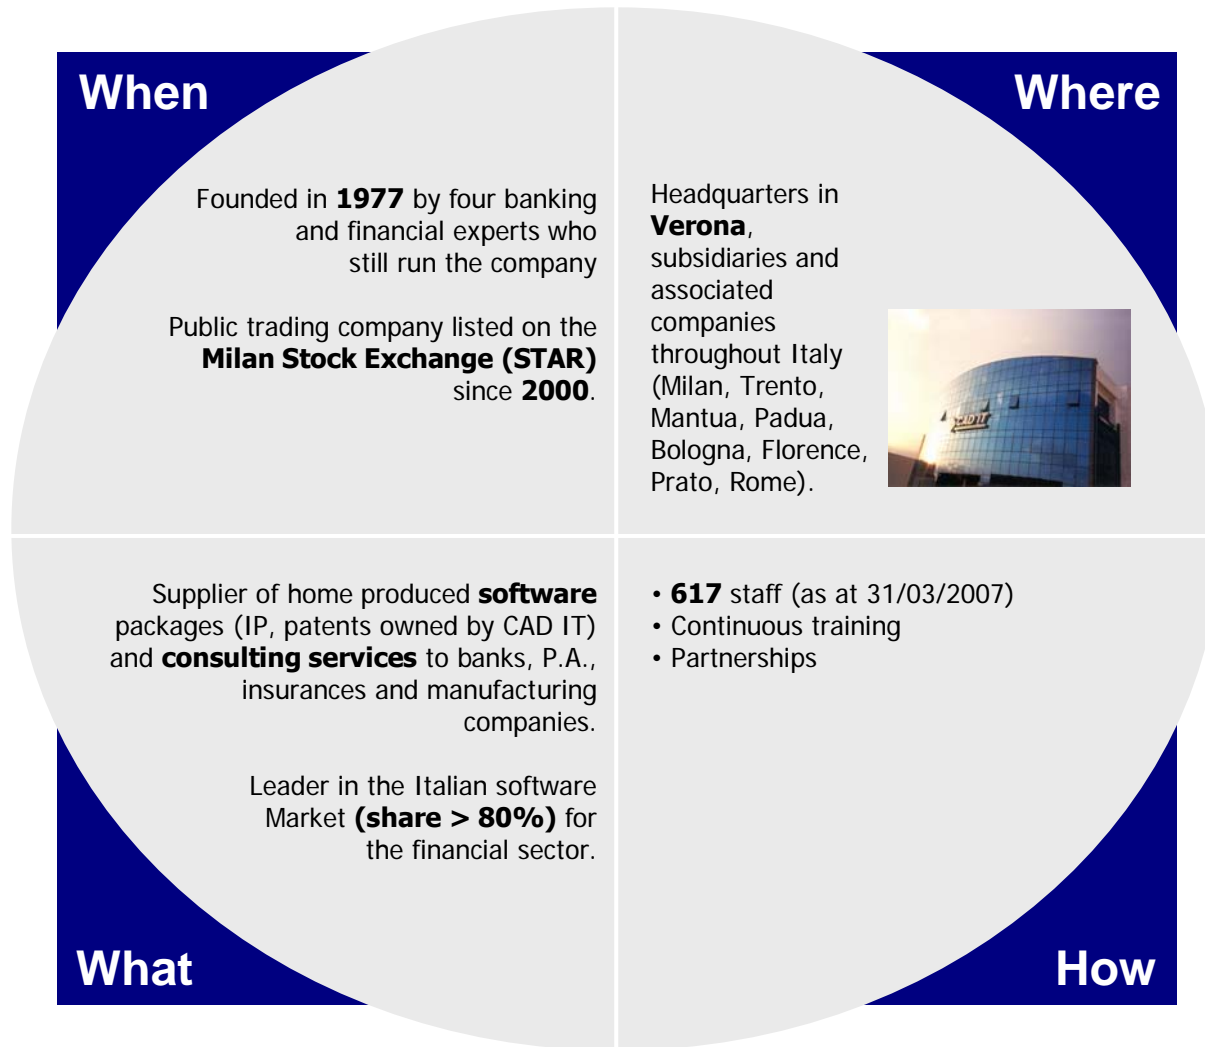 When
Founded in 1977 by four banking
and financial experts who
still run the company
Public trading company listed on the
Milan Stock Exchange (STAR)
since 2000.
Where
Headquarters in
Verona,
subsidiaries and
associated
companies
throughout Italy
(Milan, Trento,
Mantua, Padua,
Bologna, Florence,
Prato, Rome).
CAD IT
Supplier of home produced software
packages (IP, patents owned by CAD IT)
and consulting services to banks, P.A.,
insurances and manufacturing
companies.
Leader in the Italian software
Market (share > 80%) for
the financial sector.
What
• 617 staff (as at 31/03/2007)
• Continuous training
• Partnerships
How